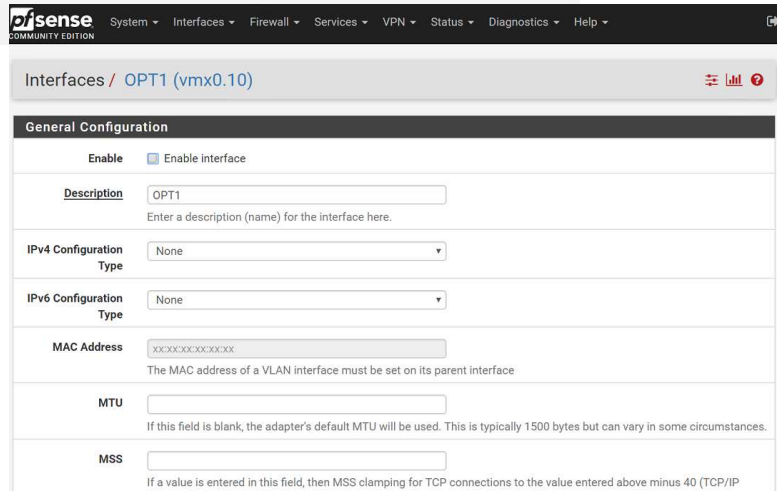 pfsense System Interfaces Firewall Services VPN Status Diagnostics Help
COMMUNITY EDITION
Interfaces / OPT1 (vmx0.10)
General Configuration
Enable Enable interface
Description OPT1
Enter a description (name) for the interface here.
IPv4 Configuration Type None
IPv6 Configuration Type None
MAC Address xx:xx:xx:xx:xx:xx
The MAC address of a VLAN interface must be set on its parent interface
MTU
If this field is blank, the adapter's default MTU will be used. This is typically 1500 bytes but can vary in some circumstances.
MSS
If a value is entered in this field, then MSS clamping for TCP connections to the value entered above minus 40 (TCP/IP